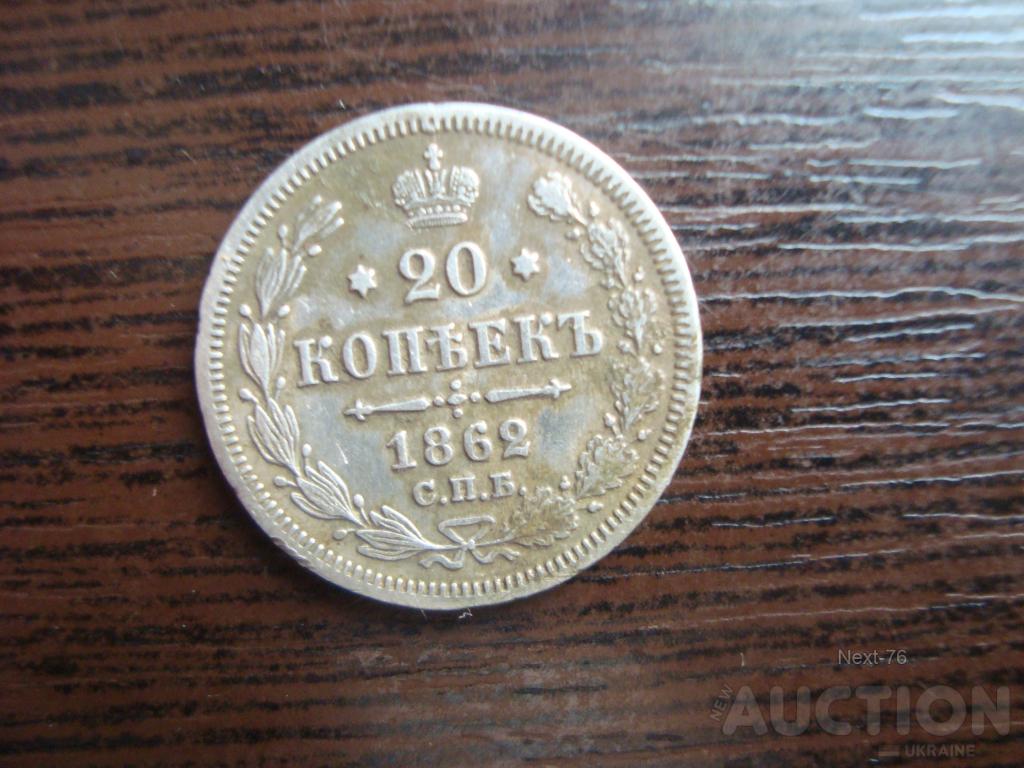 20
КОПѢЕКЪ
1862
С.П.Б.
Next-76
NEW AUCTION
UKRAINE